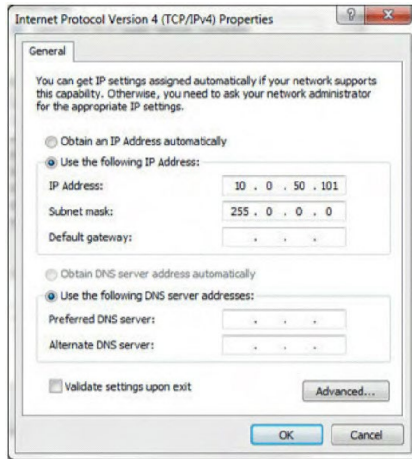 Internet Protocol Version 4 (TCP/IPv4) Properties
General
You can get IP settings assigned automatically if your network supports
this capability. Otherwise, you need to ask your network administrator
for the appropriate IP settings.
Obtain an IP Address automatically
Use the following IP Address:
IP Address: 10 . 0 . 50 . 101
Subnet mask: 255 . 0 . 0 . 0
Default gateway: . . .
Obtain DNS server address automatically
Use the following DNS server addresses:
Preferred DNS server: . . .
Alternate DNS server: . . .
Validate settings upon exit
Advanced...
OK Cancel